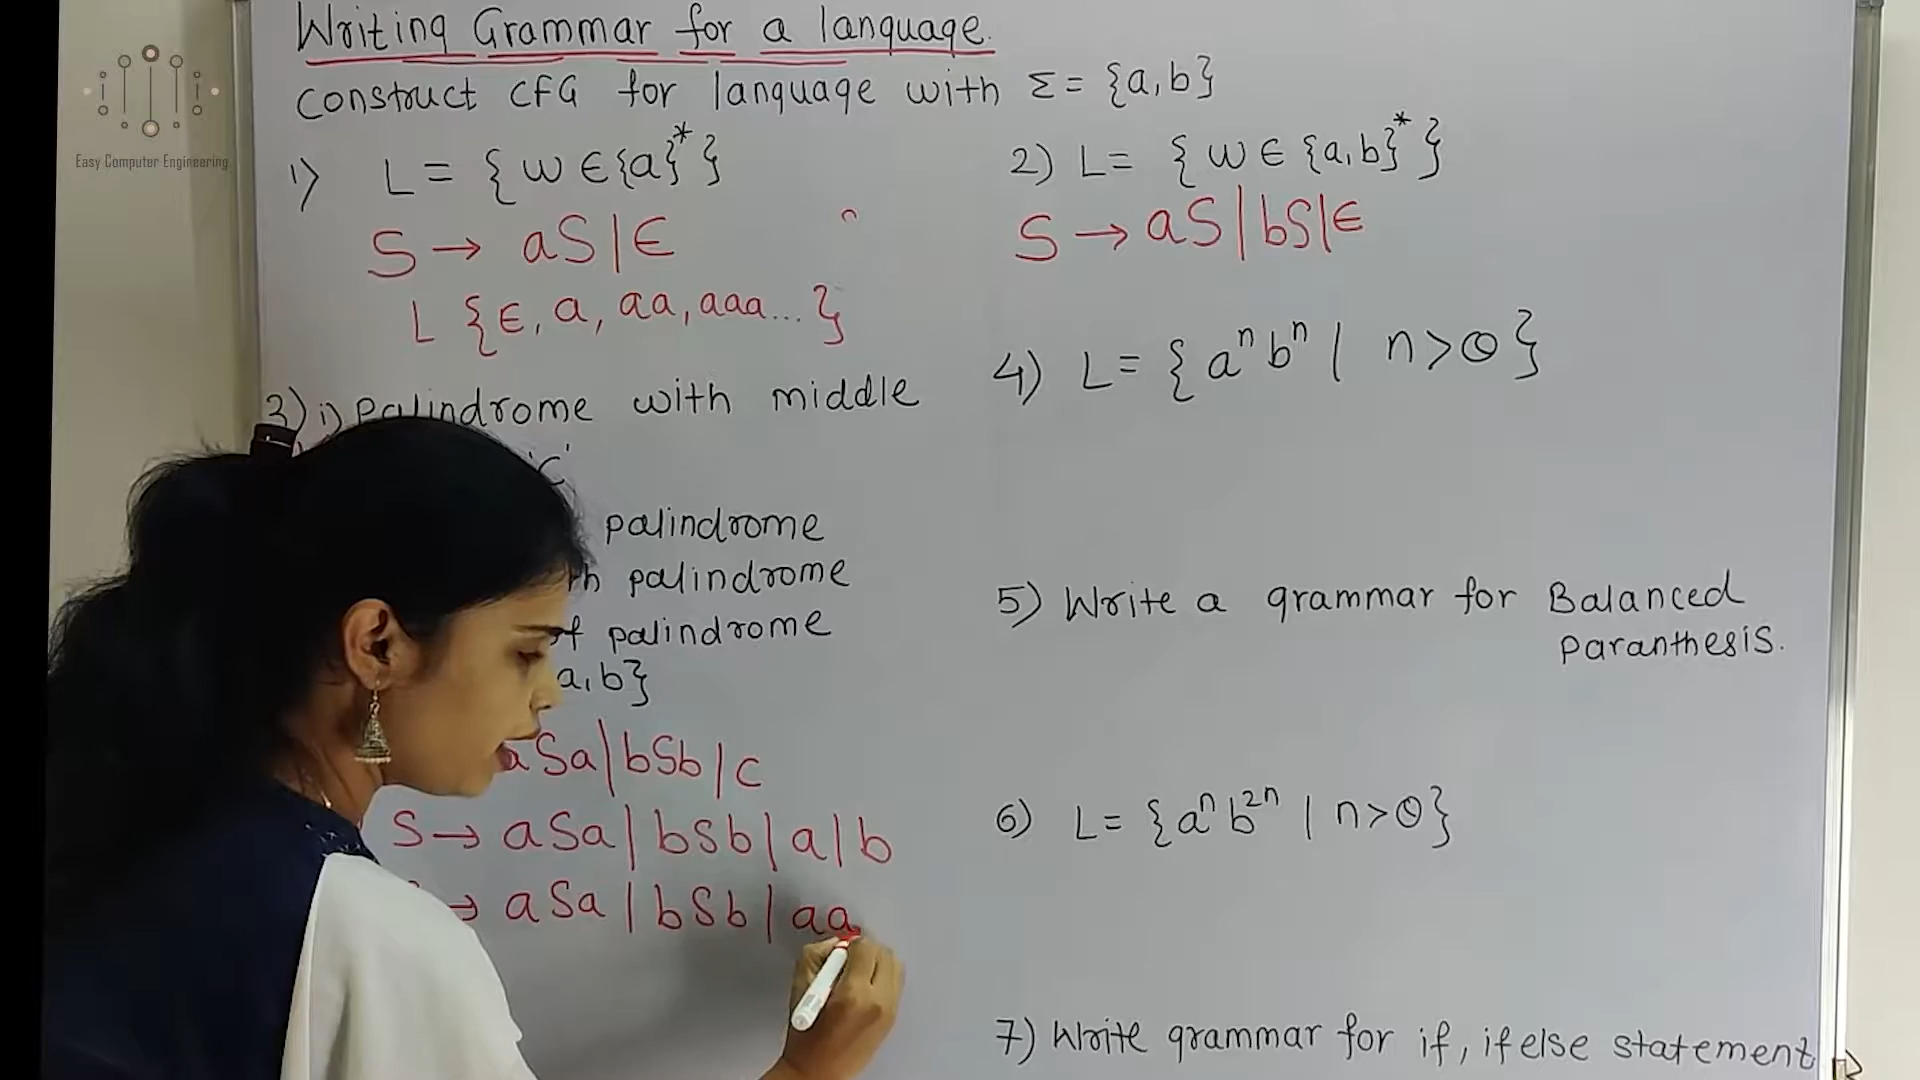 Writing Grammar for a language.
construct CFG for language with Σ = {a,b}
Easy Computer Engineering
1) L = {w∈{a}*}
S → aS|∈
L {∈, a, aa, aaa...}
2) L = {w∈{a,b}*}
S → aS|bS|∈
3) i) palindrome with middle
'c'
palindrome
palindrome
of palindrome
a,b}
aSa|bSb|c
S → aSa|bSb|a|b
→ aSa|bSb|aa
4) L = {aⁿbⁿ | n>0}
5) Write a grammar for Balanced
paranthesis.
6) L = {aⁿb²ⁿ | n>0}
7) Write grammar for if, if else statement